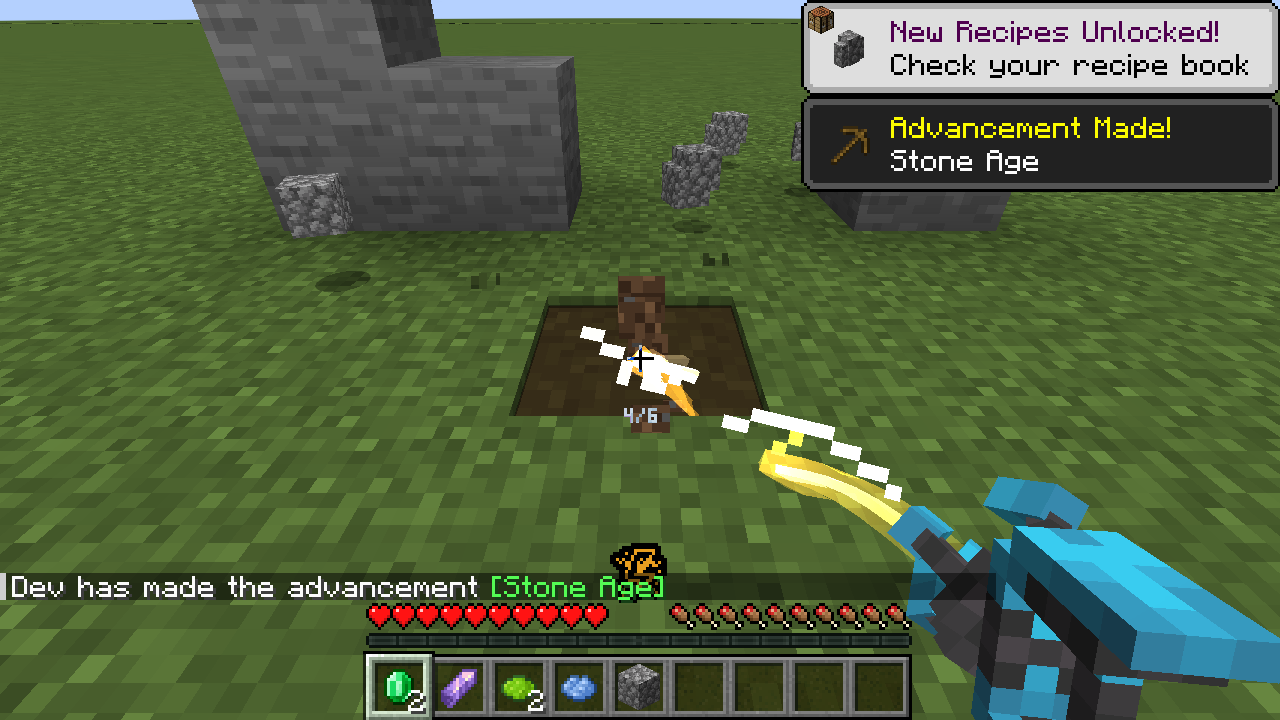 New Recipes Unlocked!
Check your recipe book
Advancement Made!
Stone Age
4/6
Dev has made the advancement [Stone Age]
2
2